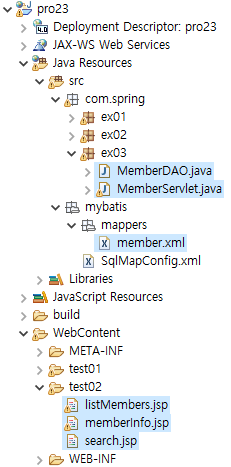 pro23
Deployment Descriptor: pro23
JAX-WS Web Services
Java Resources
src
com.spring
ex01
ex02
ex03
MemberDAO.java
MemberServlet.java
mybatis
mappers
member.xml
SqlMapConfig.xml
Libraries
JavaScript Resources
build
WebContent
META-INF
test01
test02
listMembers.jsp
memberInfo.jsp
search.jsp
WEB-INF